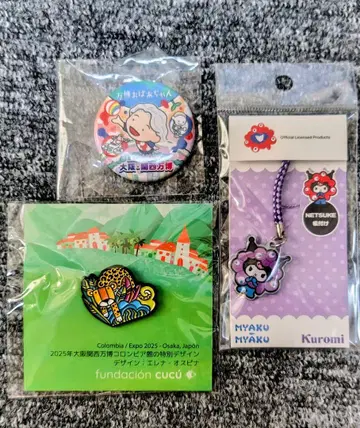 万博おばあちゃん
大阪・関西万博
Official Licensed Products
NETSUKE
根付け
MYAKU
MYAKU
Kuromi
Colombia / Expo 2025 - Osaka, Japón
2025年大阪関西万博コロンビア館の特別デザイン
デザイン：エレナ・オスピナ
fundación cucú